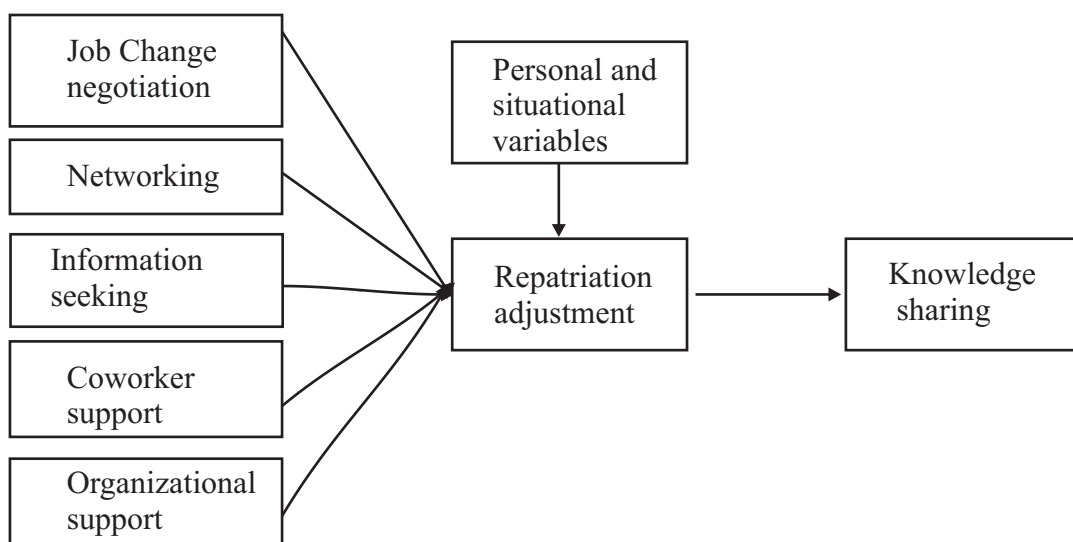 Job Change
negotiation
Networking
Information
seeking
Coworker
support
Organizational
support
Personal and
situational
variables
Repatriation
adjustment
Knowledge
sharing